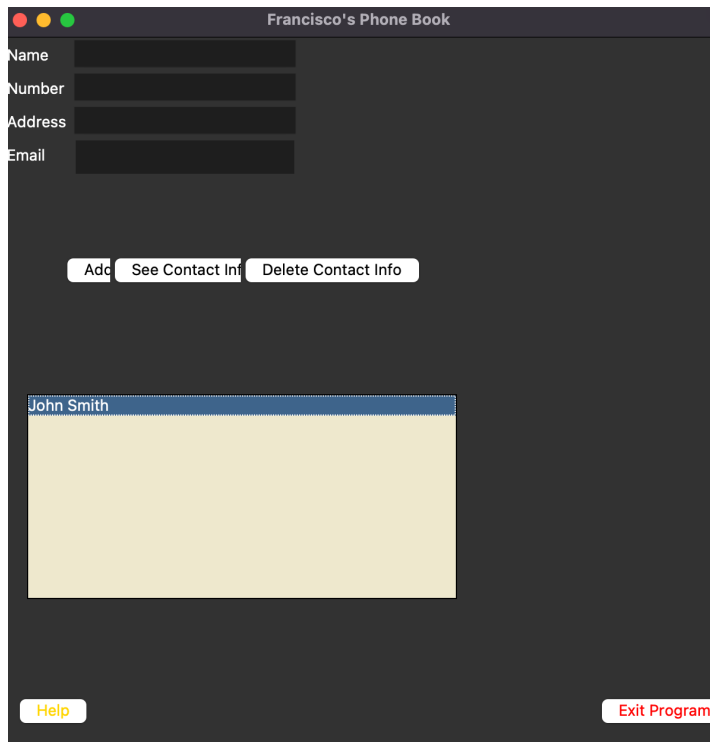 Francisco's Phone Book
Name
Number
Address
Email
Add See Contact Inf Delete Contact Info
John Smith
Help Exit Program